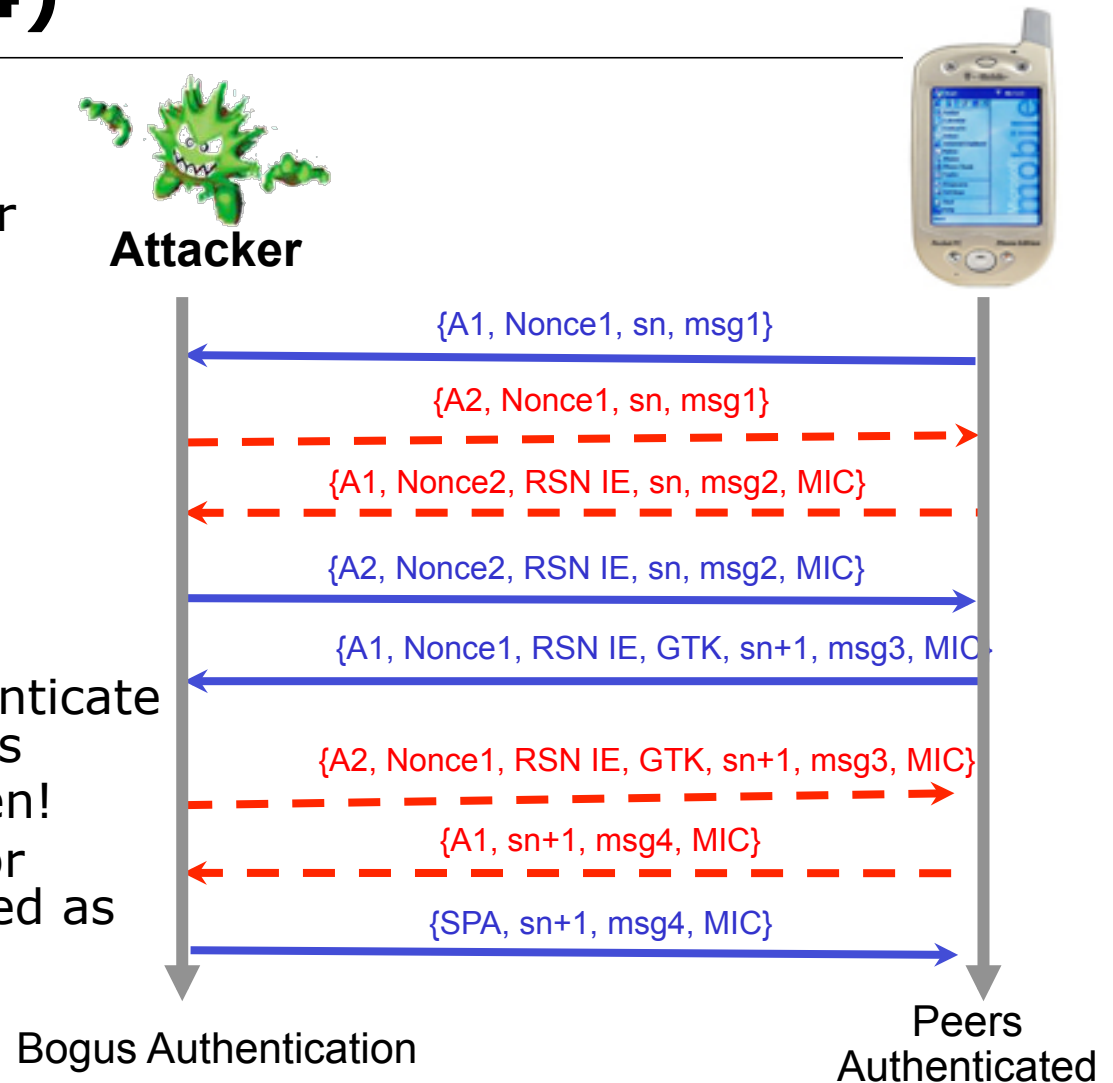 4)
r
Attacker
{A1, Nonce1, sn, msg1}
{A2, Nonce1, sn, msg1}
{A1, Nonce2, RSN IE, sn, msg2, MIC}
{A2, Nonce2, RSN IE, sn, msg2, MIC}
{A1, Nonce1, RSN IE, GTK, sn+1, msg3, MIC}
enticate
s
{A2, Nonce1, RSN IE, GTK, sn+1, msg3, MIC}
en!
{A1, sn+1, msg4, MIC}
or
ed as
{SPA, sn+1, msg4, MIC}
Bogus Authentication
Peers
Authenticated